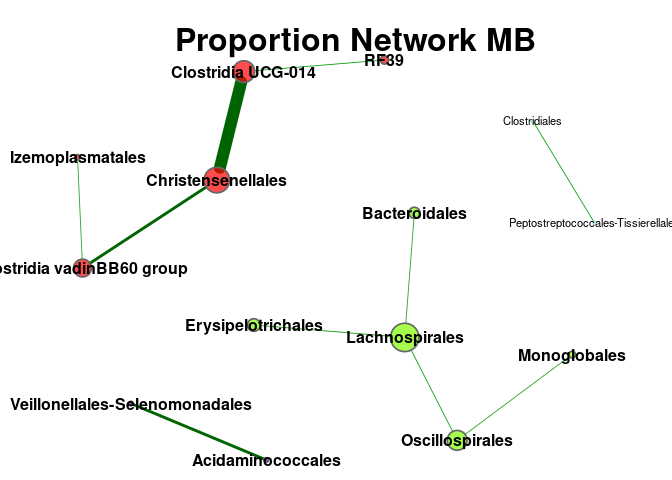 Proportion Network MB
RF39
Clostridia UCG-014
Clostridiales
Izemoplasmatales
Christensenellales
Bacteroidales
Peptostreptococcales-Tissierellale
ostridia vadinBB60 group
Erysipelotrichales
Lachnospirales
Monoglobales
Veillonellales-Selenomonadales
Oscillospirales
Acidaminococcales